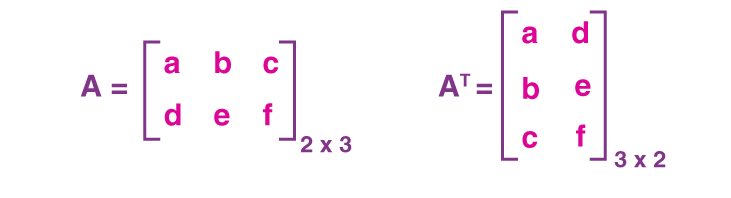 A = [ a b c
d e f ] 2 x 3
Aᵀ = [ a d
b e
c f ] 3 x 2